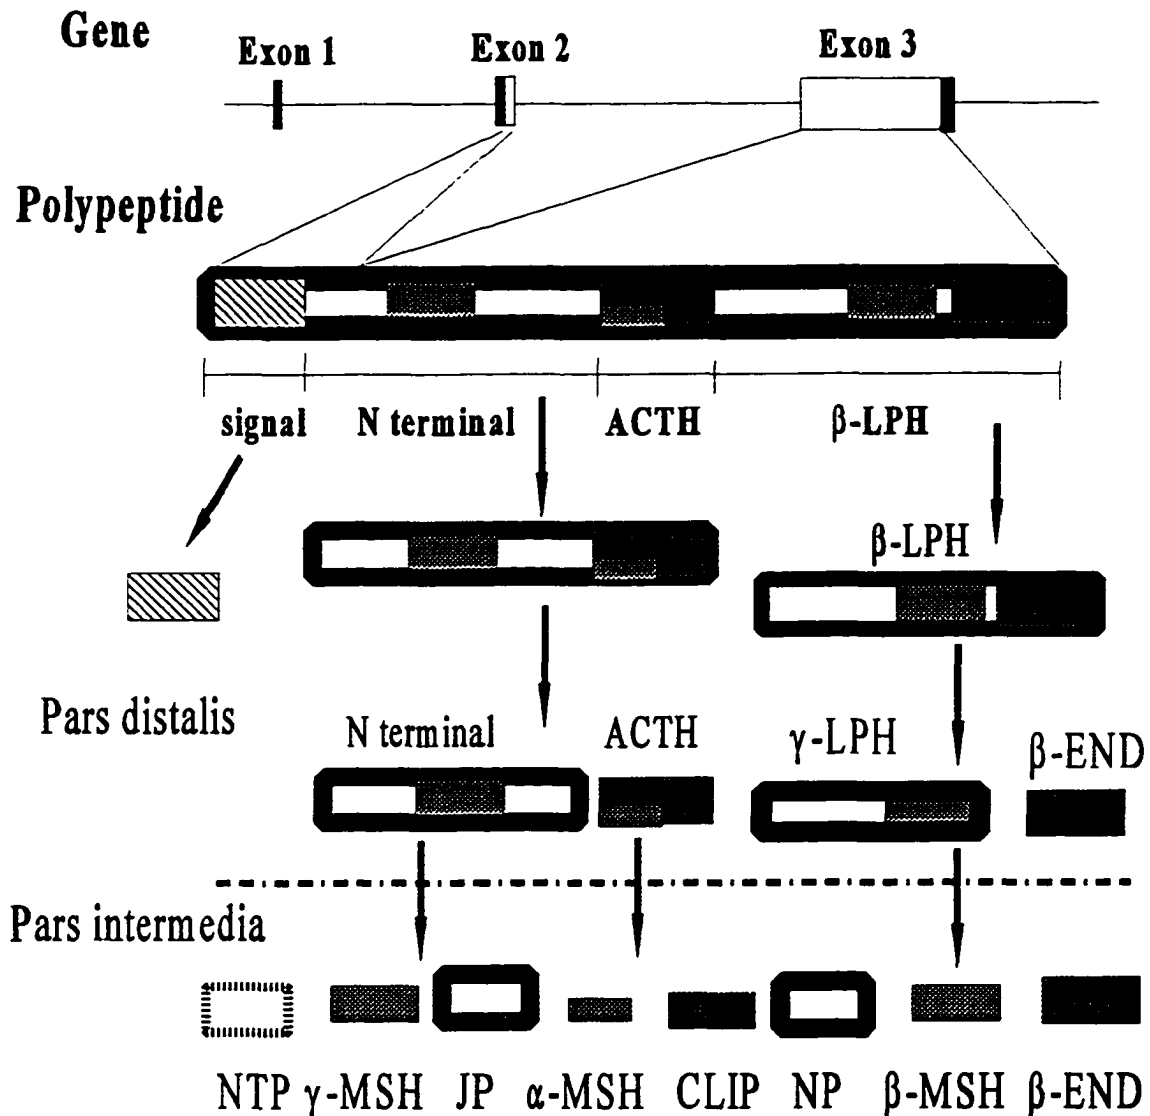 Gene
Exon 1 Exon 2 Exon 3
Polypeptide
signal N terminal ACTH β-LPH
β-LPH
Pars distalis
N terminal ACTH γ-LPH β-END
Pars intermedia
NTP γ-MSH JP α-MSH CLIP NP β-MSH β-END